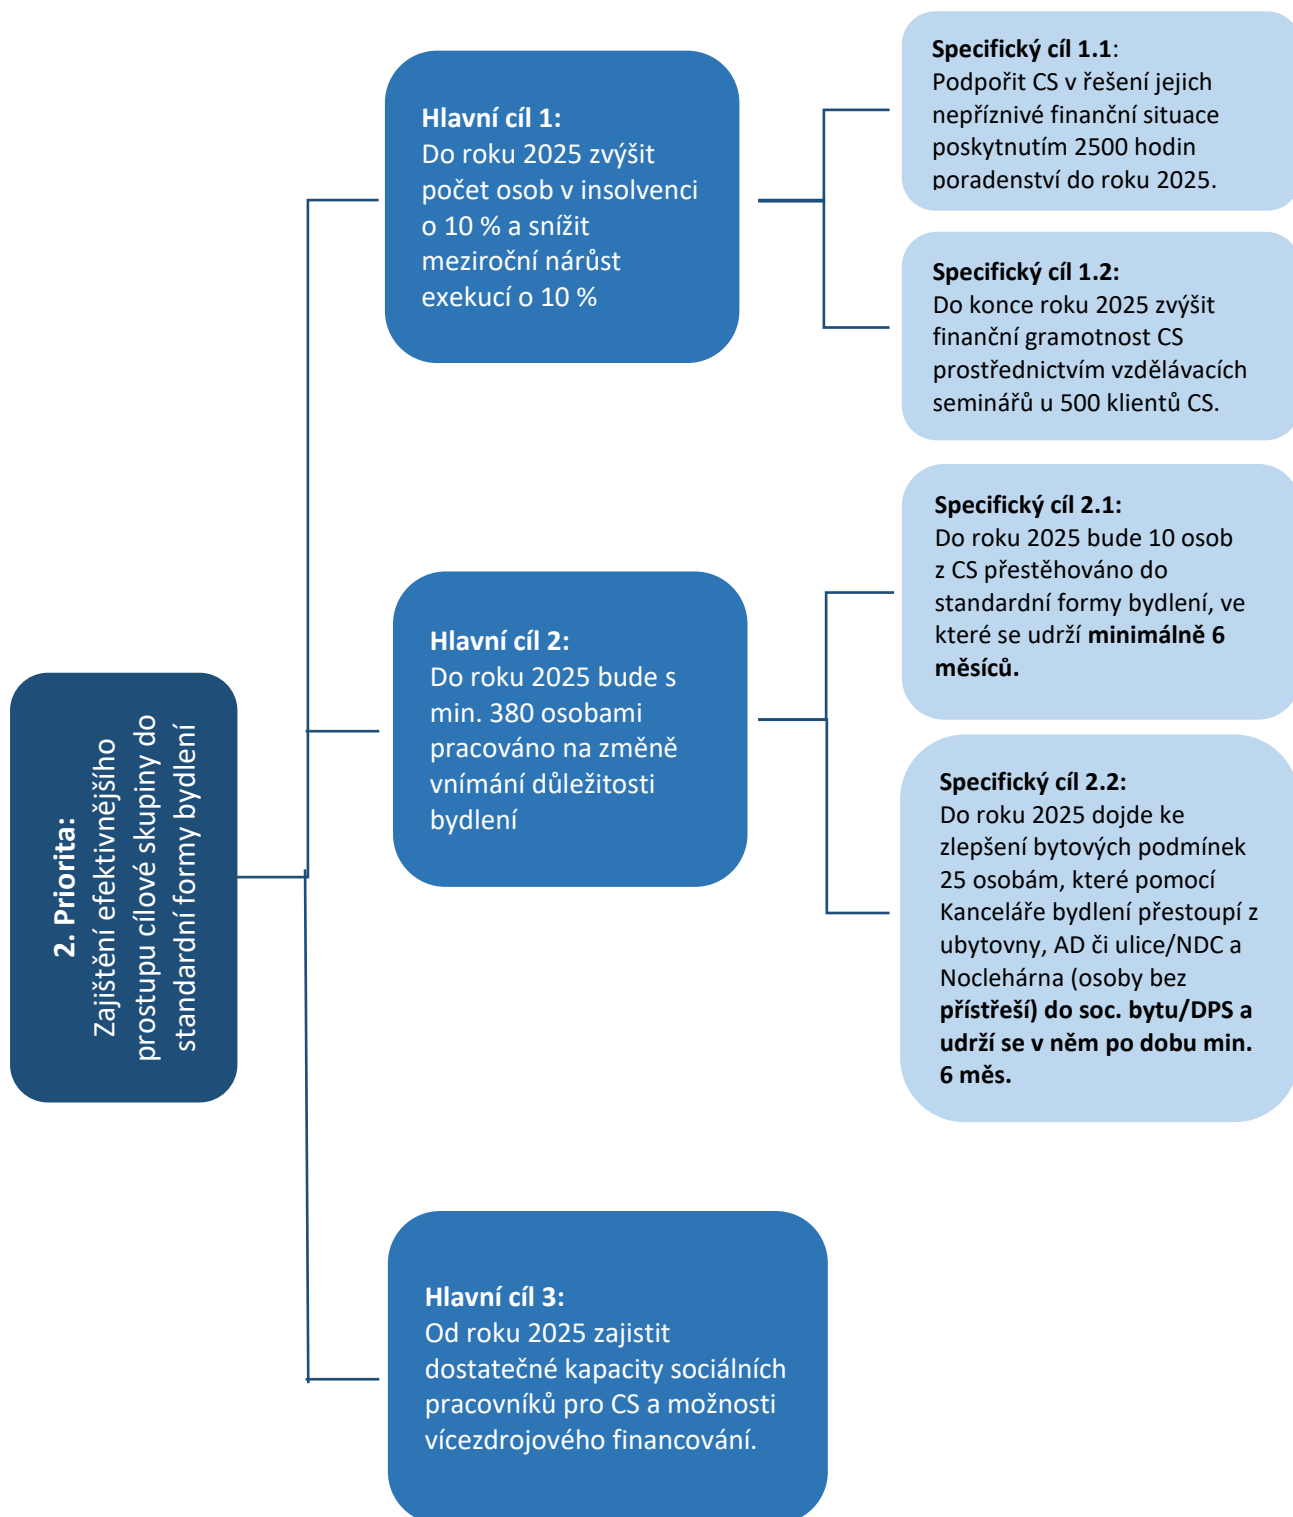 2. Priorita:
Zajištění efektivnějšího
prostupu cílové skupiny do
standardní formy bydlení
Hlavní cíl 1:
Do roku 2025 zvýšit
počet osob v insolvenci
o 10 % a snížit
meziroční nárůst
exekucí o 10 %
Specifický cíl 1.1:
Podpořit CS v řešení jejich
nepříznivé finanční situace
poskytnutím 2500 hodin
poradenství do roku 2025.
Specifický cíl 1.2:
Do konce roku 2025 zvýšit
finanční gramotnost CS
prostřednictvím vzdělávacích
seminářů u 500 klientů CS.
Hlavní cíl 2:
Do roku 2025 bude s
min. 380 osobami
pracováno na změně
vnímání důležitosti
bydlení
Specifický cíl 2.1:
Do roku 2025 bude 10 osob
z CS přestěhováno do
standardní formy bydlení, ve
které se udrží minimálně 6
měsíců.
Specifický cíl 2.2:
Do roku 2025 dojde ke
zlepšení bytových podmínek
25 osobám, které pomocí
Kanceláře bydlení přestoupí z
ubytovny, AD či ulice/NDC a
Noclehárna (osoby bez
přístřeší) do soc. bytu/DPS a
udrží se v něm po dobu min.
6 měs.
Hlavní cíl 3:
Od roku 2025 zajistit
dostatečné kapacity sociálních
pracovníků pro CS a možnosti
vícezdrojového financování.